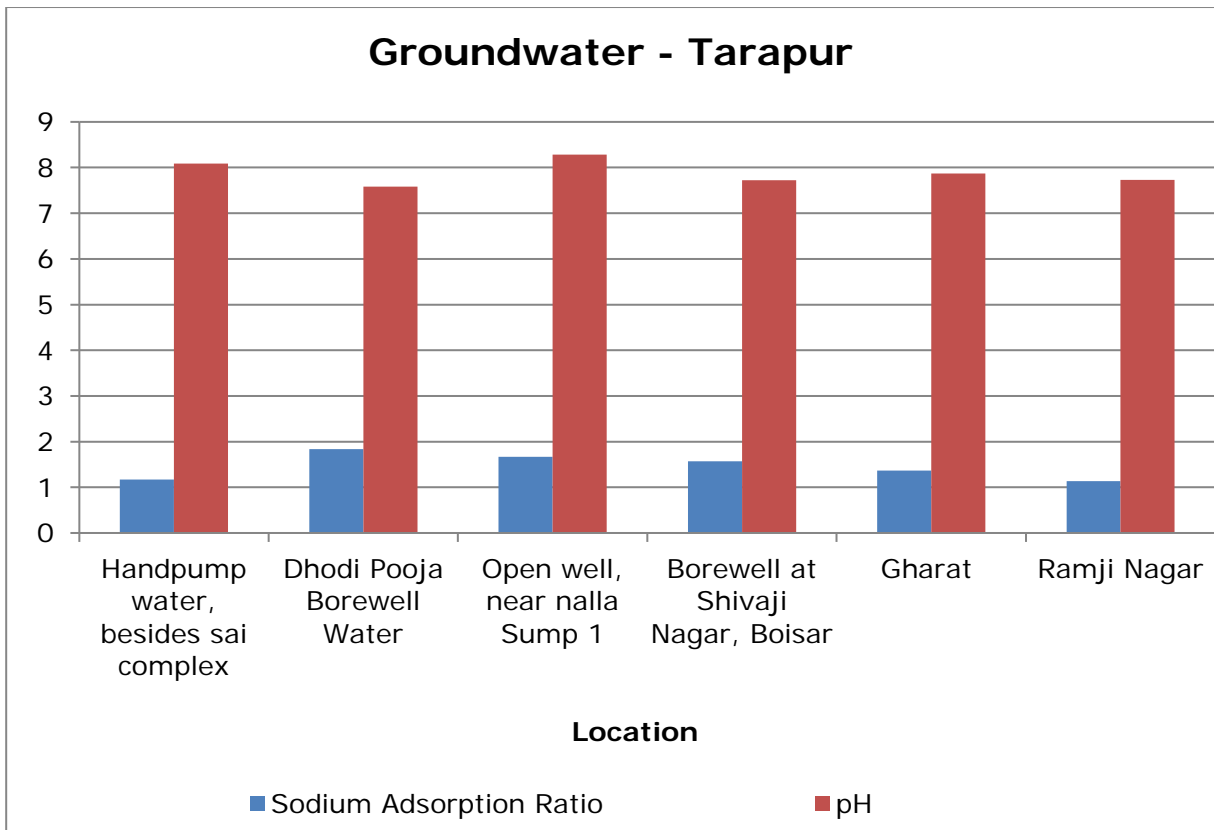 Groundwater - Tarapur
9
8
7
6
5
4
3
2
1
0
Handpump
water,
besides sai
complex
Dhodi Pooja
Borewell
Water
Open well,
near nalla
Sump 1
Borewell at
Shivaji
Nagar, Boisar
Gharat
Ramji Nagar
Location
Sodium Adsorption Ratio
pH